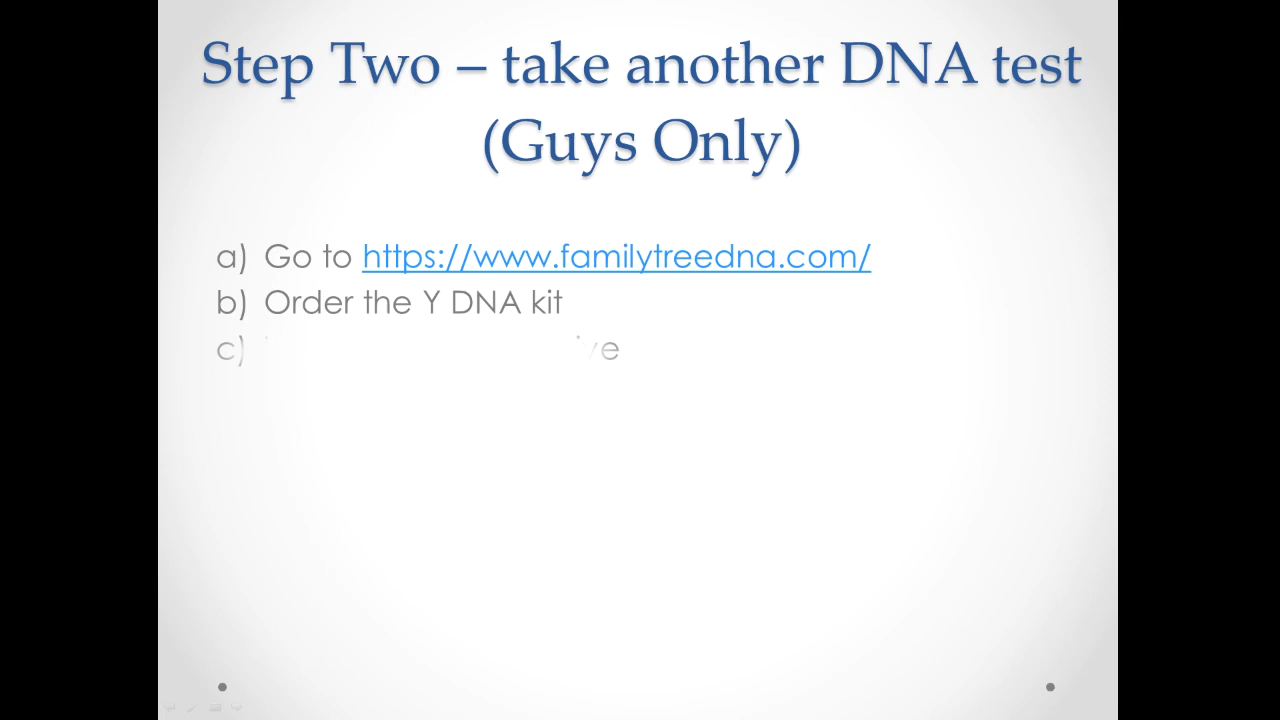 Step Two – take another DNA test
(Guys Only)
a) Go to https://www.familytreedna.com/
b) Order the Y DNA kit
c)